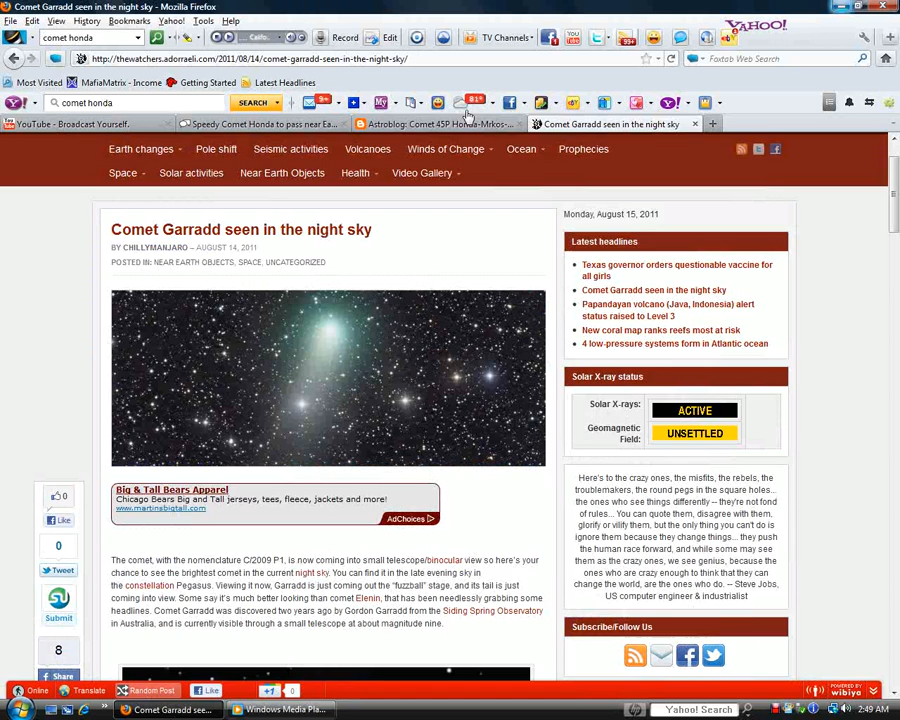 Comet Garradd seen in the night sky - Mozilla Firefox
File Edit View History Bookmarks Yahoo! Tools Help
YAHOO!
comet honda
Record Edit TV Channels 99+
http://thewatchers.adorraeli.com/2011/08/14/comet-garradd-seen-in-the-night-sky/
Foxtab Web Search
Most Visited MafiaMatrix - Income Getting Started Latest Headlines
Y! comet honda SEARCH 9+ My 81° Y!
YouTube - Broadcast Yourself. Speedy Comet Honda to pass near Ea... Astroblog: Comet 45P Honda-Mrkos-... Comet Garradd seen in the night sky
Earth changes Pole shift Seismic activities Volcanoes Winds of Change Ocean Prophecies
Space Solar activities Near Earth Objects Health Video Gallery
Comet Garradd seen in the night sky
BY CHILLYMANJARO – AUGUST 14, 2011
POSTED IN: NEAR EARTH OBJECTS, SPACE, UNCATEGORIZED
Big & Tall Bears Apparel
Chicago Bears Big and Tall jerseys, tees, fleece, jackets and more!
www.martinsbigtall.com
AdChoices
The comet, with the nomenclature C/2009 P1, is now coming into small telescope/binocular view so here's your
chance to see the brightest comet in the current night sky. You can find it in the late evening sky in
the constellation Pegasus. Viewing it now, Garradd is just coming out the "fuzzball" stage, and its tail is just
coming into view. Some say it's much better looking than comet Elenin, that has been needlessly grabbing some
headlines. Comet Garradd was discovered two years ago by Gordon Garradd from the Siding Spring Observatory
in Australia, and is currently visible through a small telescope at about magnitude nine.
0
Like
0
Tweet
Submit
8
Share
Monday, August 15, 2011
Latest headlines
Texas governor orders questionable vaccine for
all girls
Comet Garradd seen in the night sky
Papandayan volcano (Java, Indonesia) alert
status raised to Level 3
New coral map ranks reefs most at risk
4 low-pressure systems form in Atlantic ocean
Solar X-ray status
Solar X-rays: ACTIVE
Geomagnetic
Field: UNSETTLED
Here's to the crazy ones, the misfits, the rebels, the
troublemakers, the round pegs in the square holes...
the ones who see things differently -- they're not fond
of rules... You can quote them, disagree with them,
glorify or vilify them, but the only thing you can't do is
ignore them because they change things... they push
the human race forward, and while some may see
them as the crazy ones, we see genius, because the
ones who are crazy enough to think that they can
change the world, are the ones who do. -- Steve Jobs,
US computer engineer & industrialist
Subscribe/Follow Us
Online Translate Random Post Like +1 0 POWERED BY wibiya
Comet Garradd see... Windows Media Pla... Yahoo! Search 2:49 AM